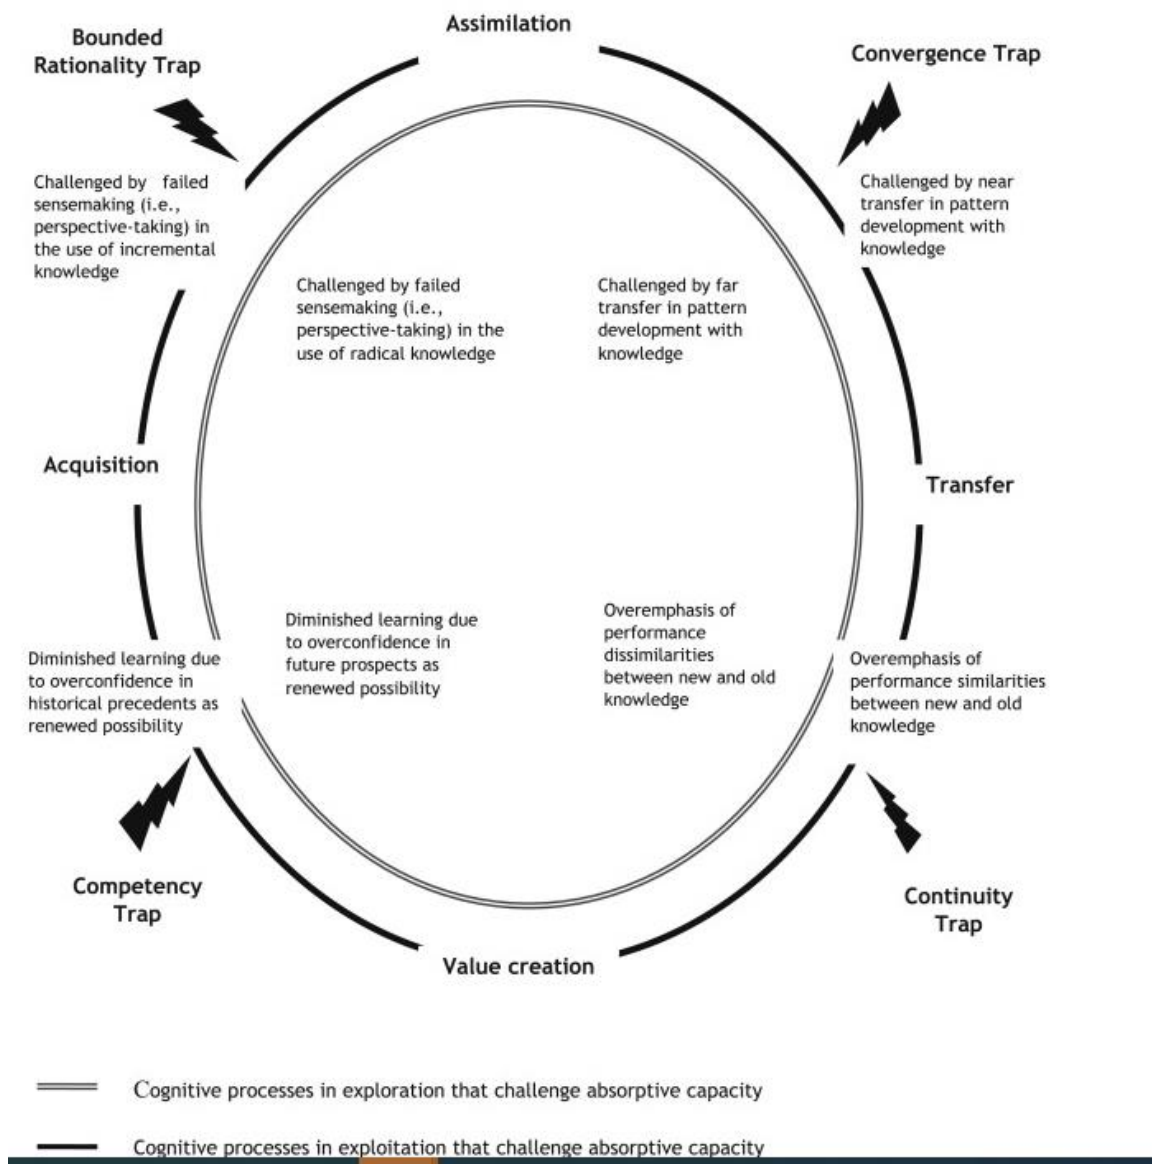 Assimilation
Bounded
Rationality Trap
Convergence Trap
Challenged by failed
sensemaking (i.e.,
perspective-taking) in
the use of incremental
knowledge
Challenged by near
transfer in pattern
development with
knowledge
Challenged by failed
sensemaking (i.e.,
perspective-taking) in the
use of radical knowledge
Challenged by far
transfer in pattern
development with
knowledge
Acquisition
Transfer
Diminished learning due
to overconfidence in
historical precedents as
renewed possibility
Diminished learning due
to overconfidence in
future prospects as
renewed possibility
Overemphasis of
performance
dissimilarities
between new and old
knowledge
Overemphasis of
performance similarities
between new and old
knowledge
Competency
Trap
Continuity
Trap
Value creation
Cognitive processes in exploration that challenge absorptive capacity
Cognitive processes in exploitation that challenge absorptive capacity